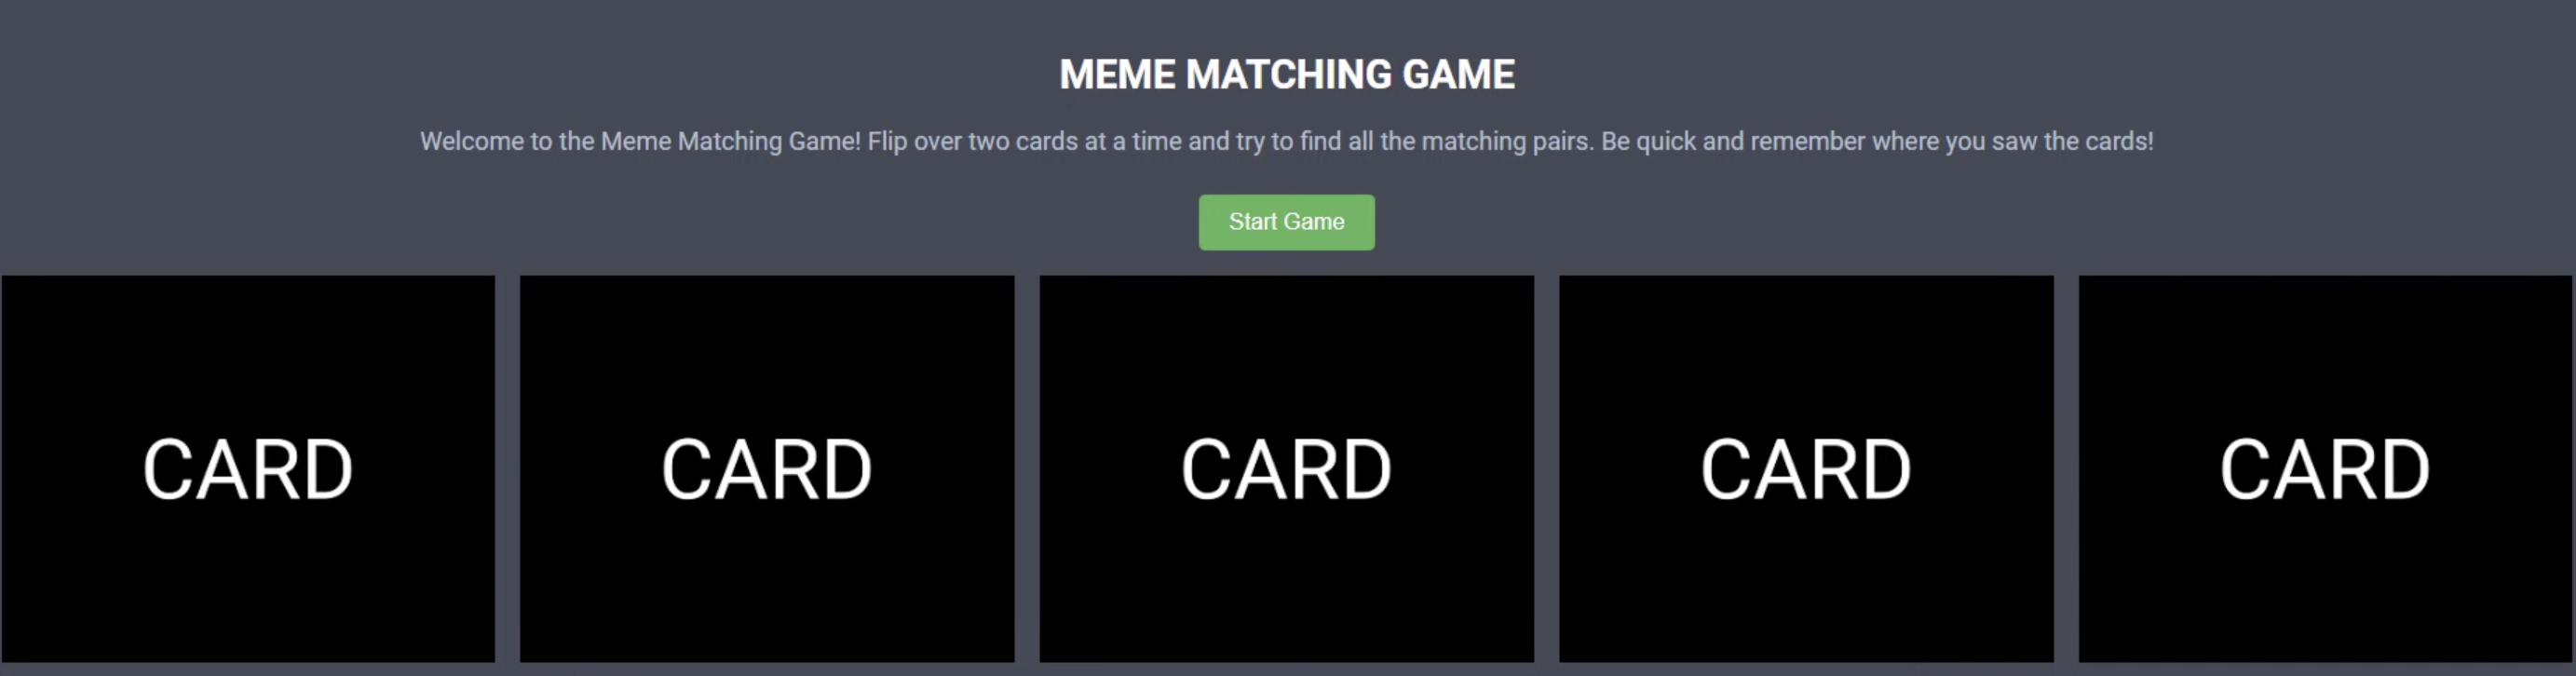 MEME MATCHING GAME
Welcome to the Meme Matching Game! Flip over two cards at a time and try to find all the matching pairs. Be quick and remember where you saw the cards!
Start Game
CARD CARD CARD CARD CARD